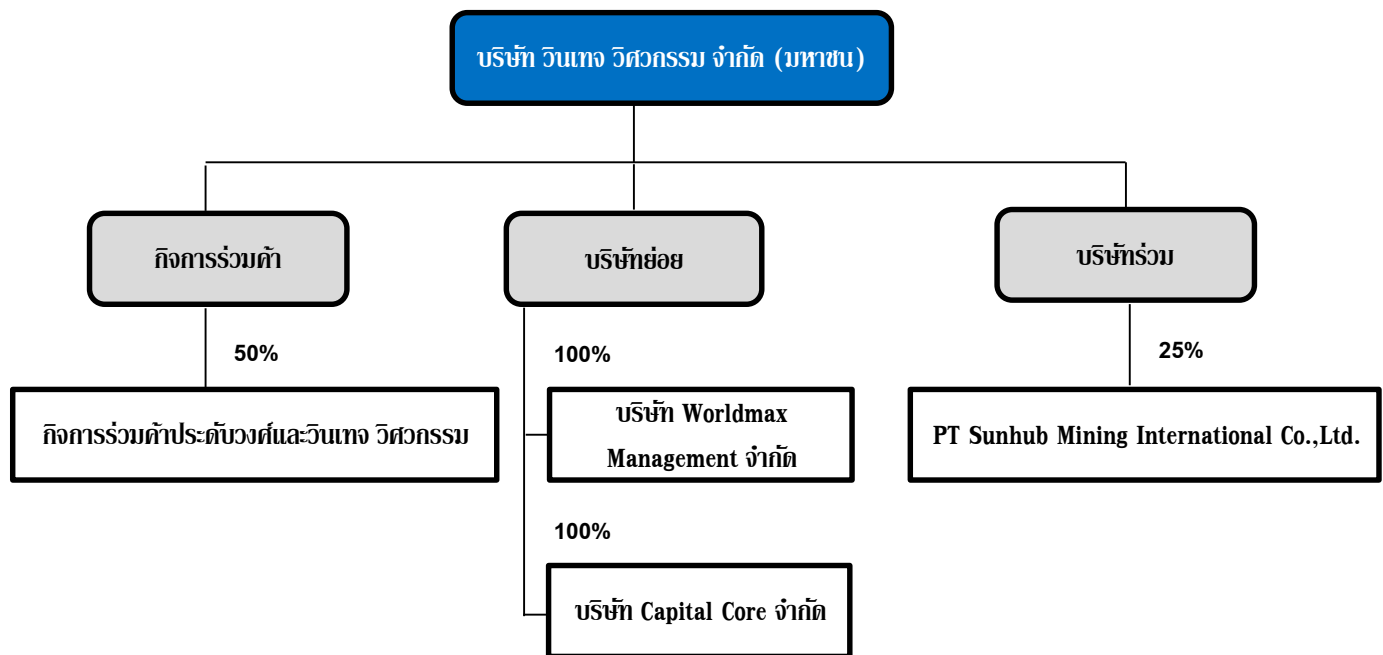 บริษัท วินเทจ วิศวกรรม จำกัด (มหาชน)
กิจการร่วมค้า
บริษัทย่อย
บริษัทร่วม
50%
100%
25%
กิจการร่วมค้าประดับวงศ์และวินเทจ วิศวกรรม
บริษัท Worldmax
Management จำกัด
PT Sunhub Mining International Co.,Ltd.
100%
บริษัท Capital Core จำกัด